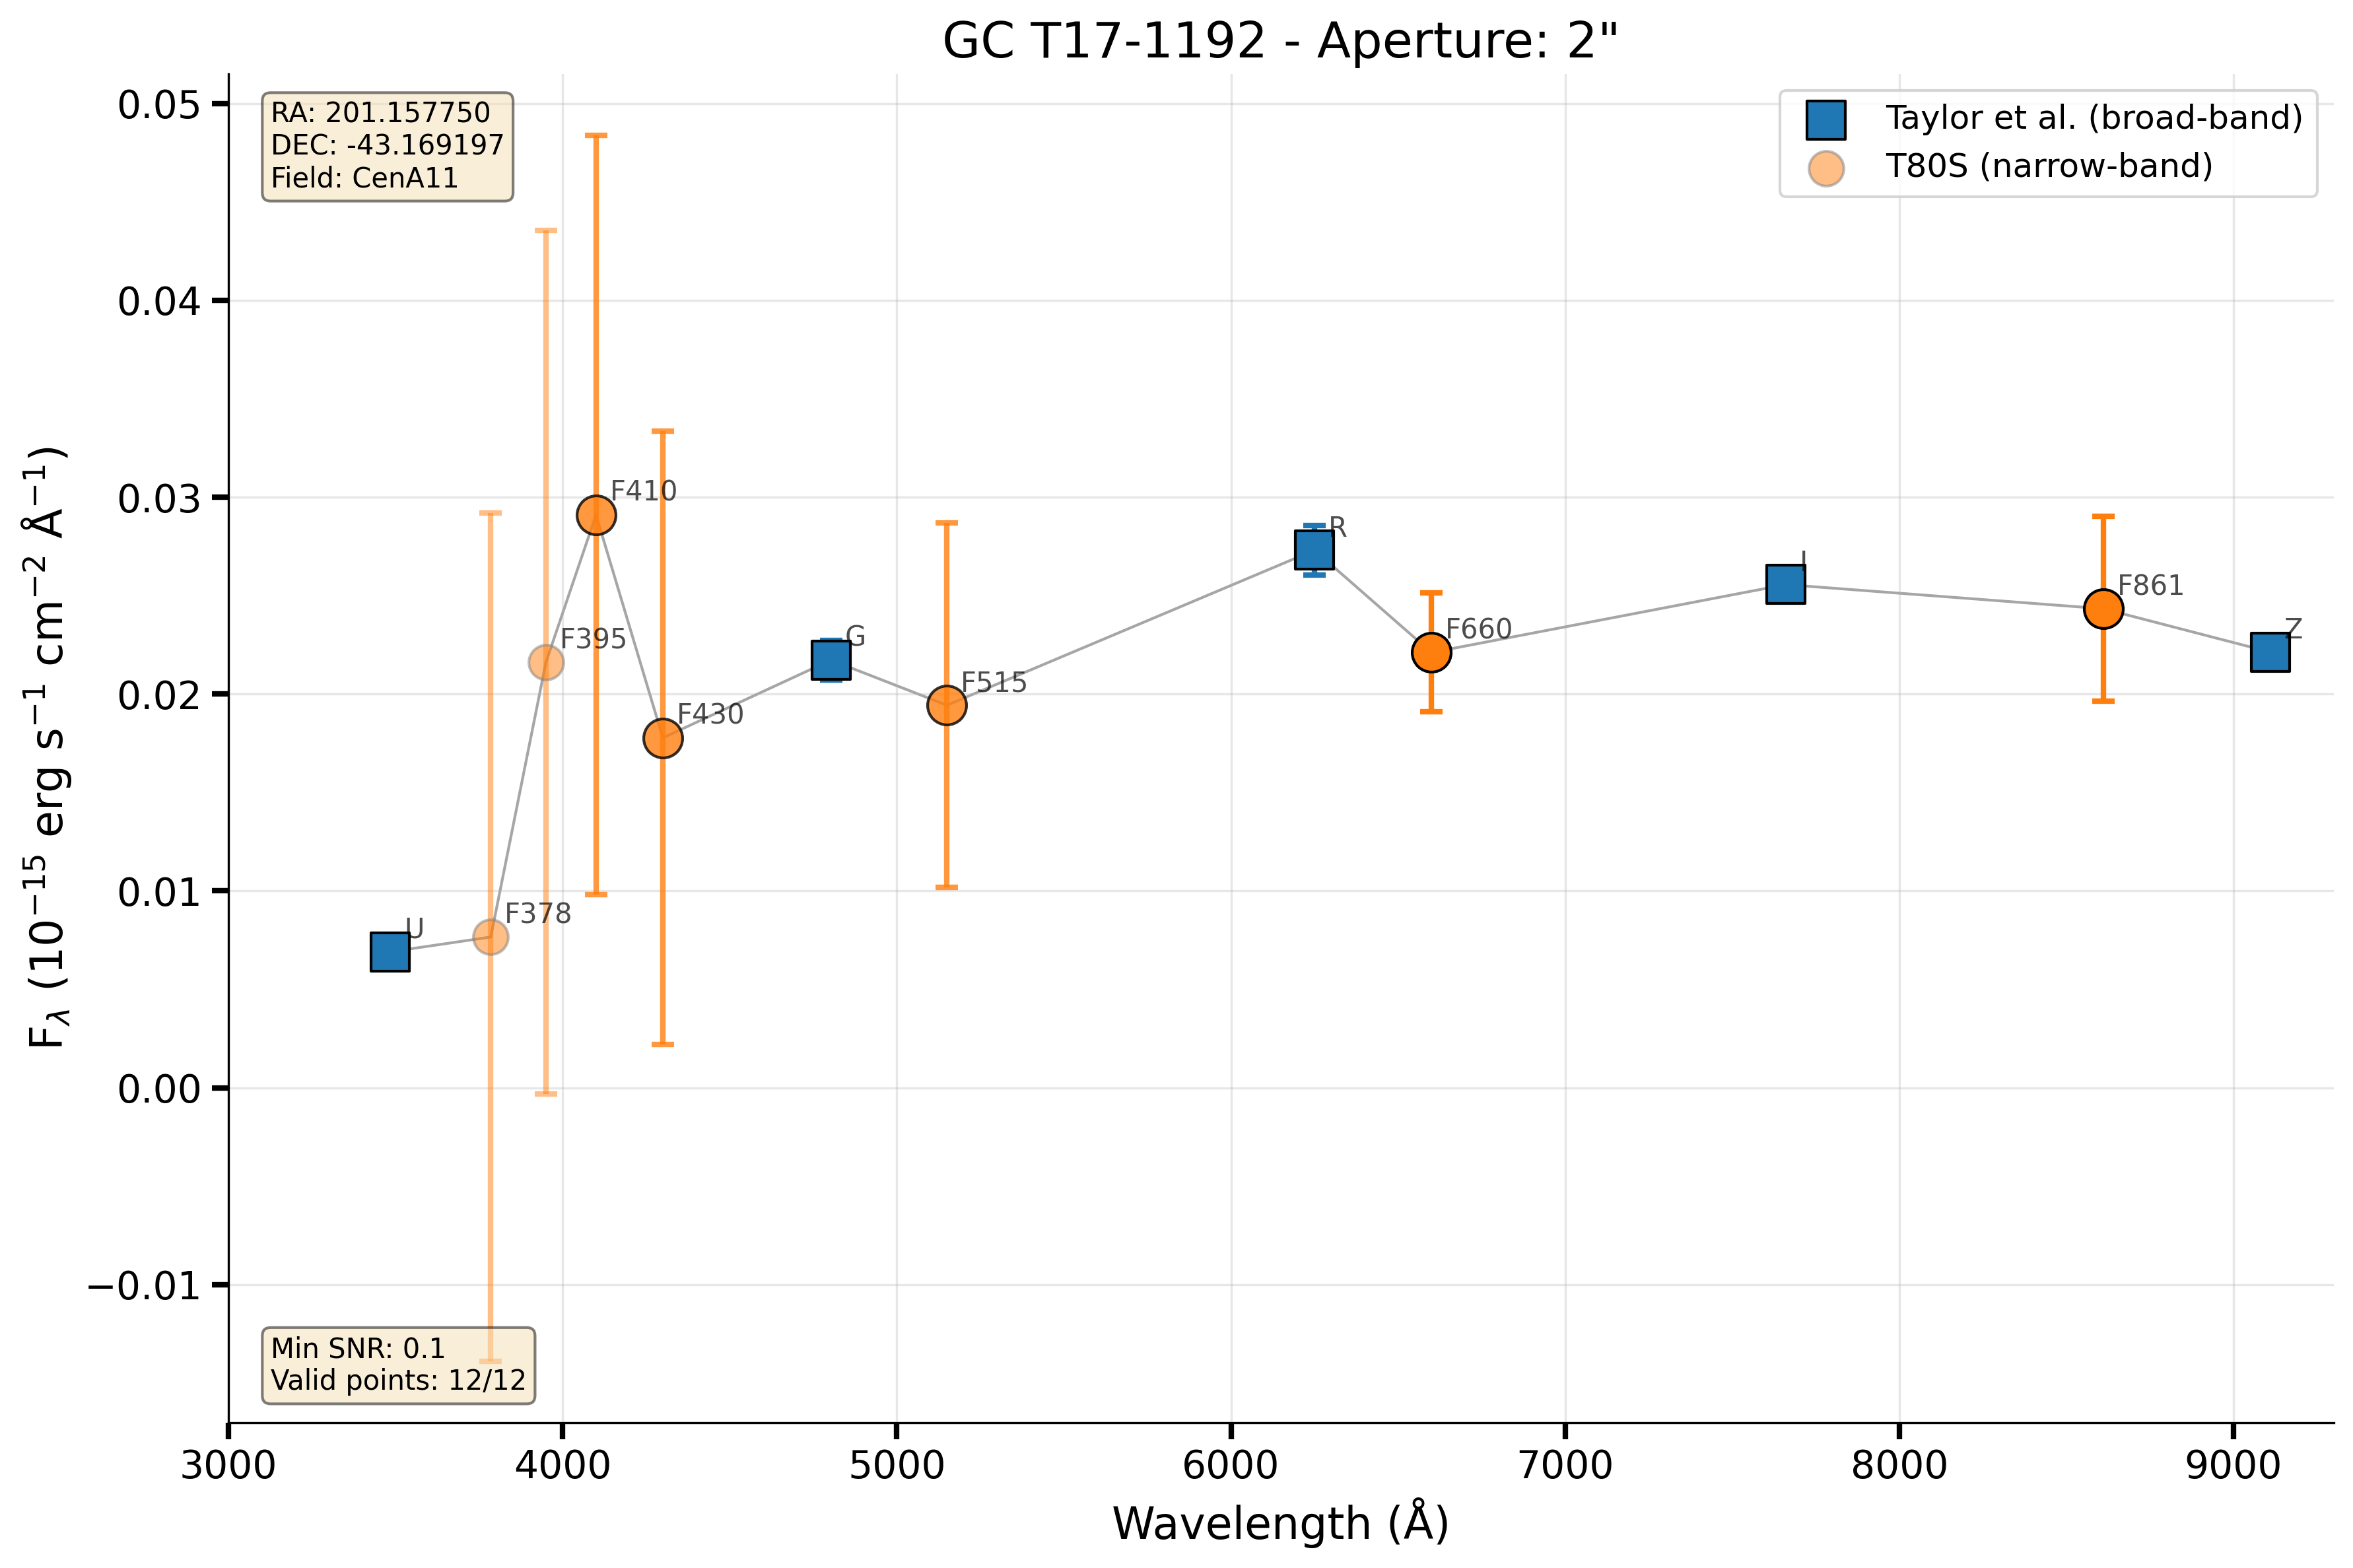 GC T17-1192 - Aperture: 2"
RA: 201.157750
DEC: -43.169197
Field: CenA11
Taylor et al. (broad-band)
T80S (narrow-band)
0.05
0.04
0.03
0.02
0.01
0.00
−0.01
F_λ (10⁻¹⁵ erg s⁻¹ cm⁻² Å⁻¹)
U
F378
F395
F410
F430
G
F515
R
F660
I
F861
Z
Min SNR: 0.1
Valid points: 12/12
3000 4000 5000 6000 7000 8000 9000
Wavelength (Å)